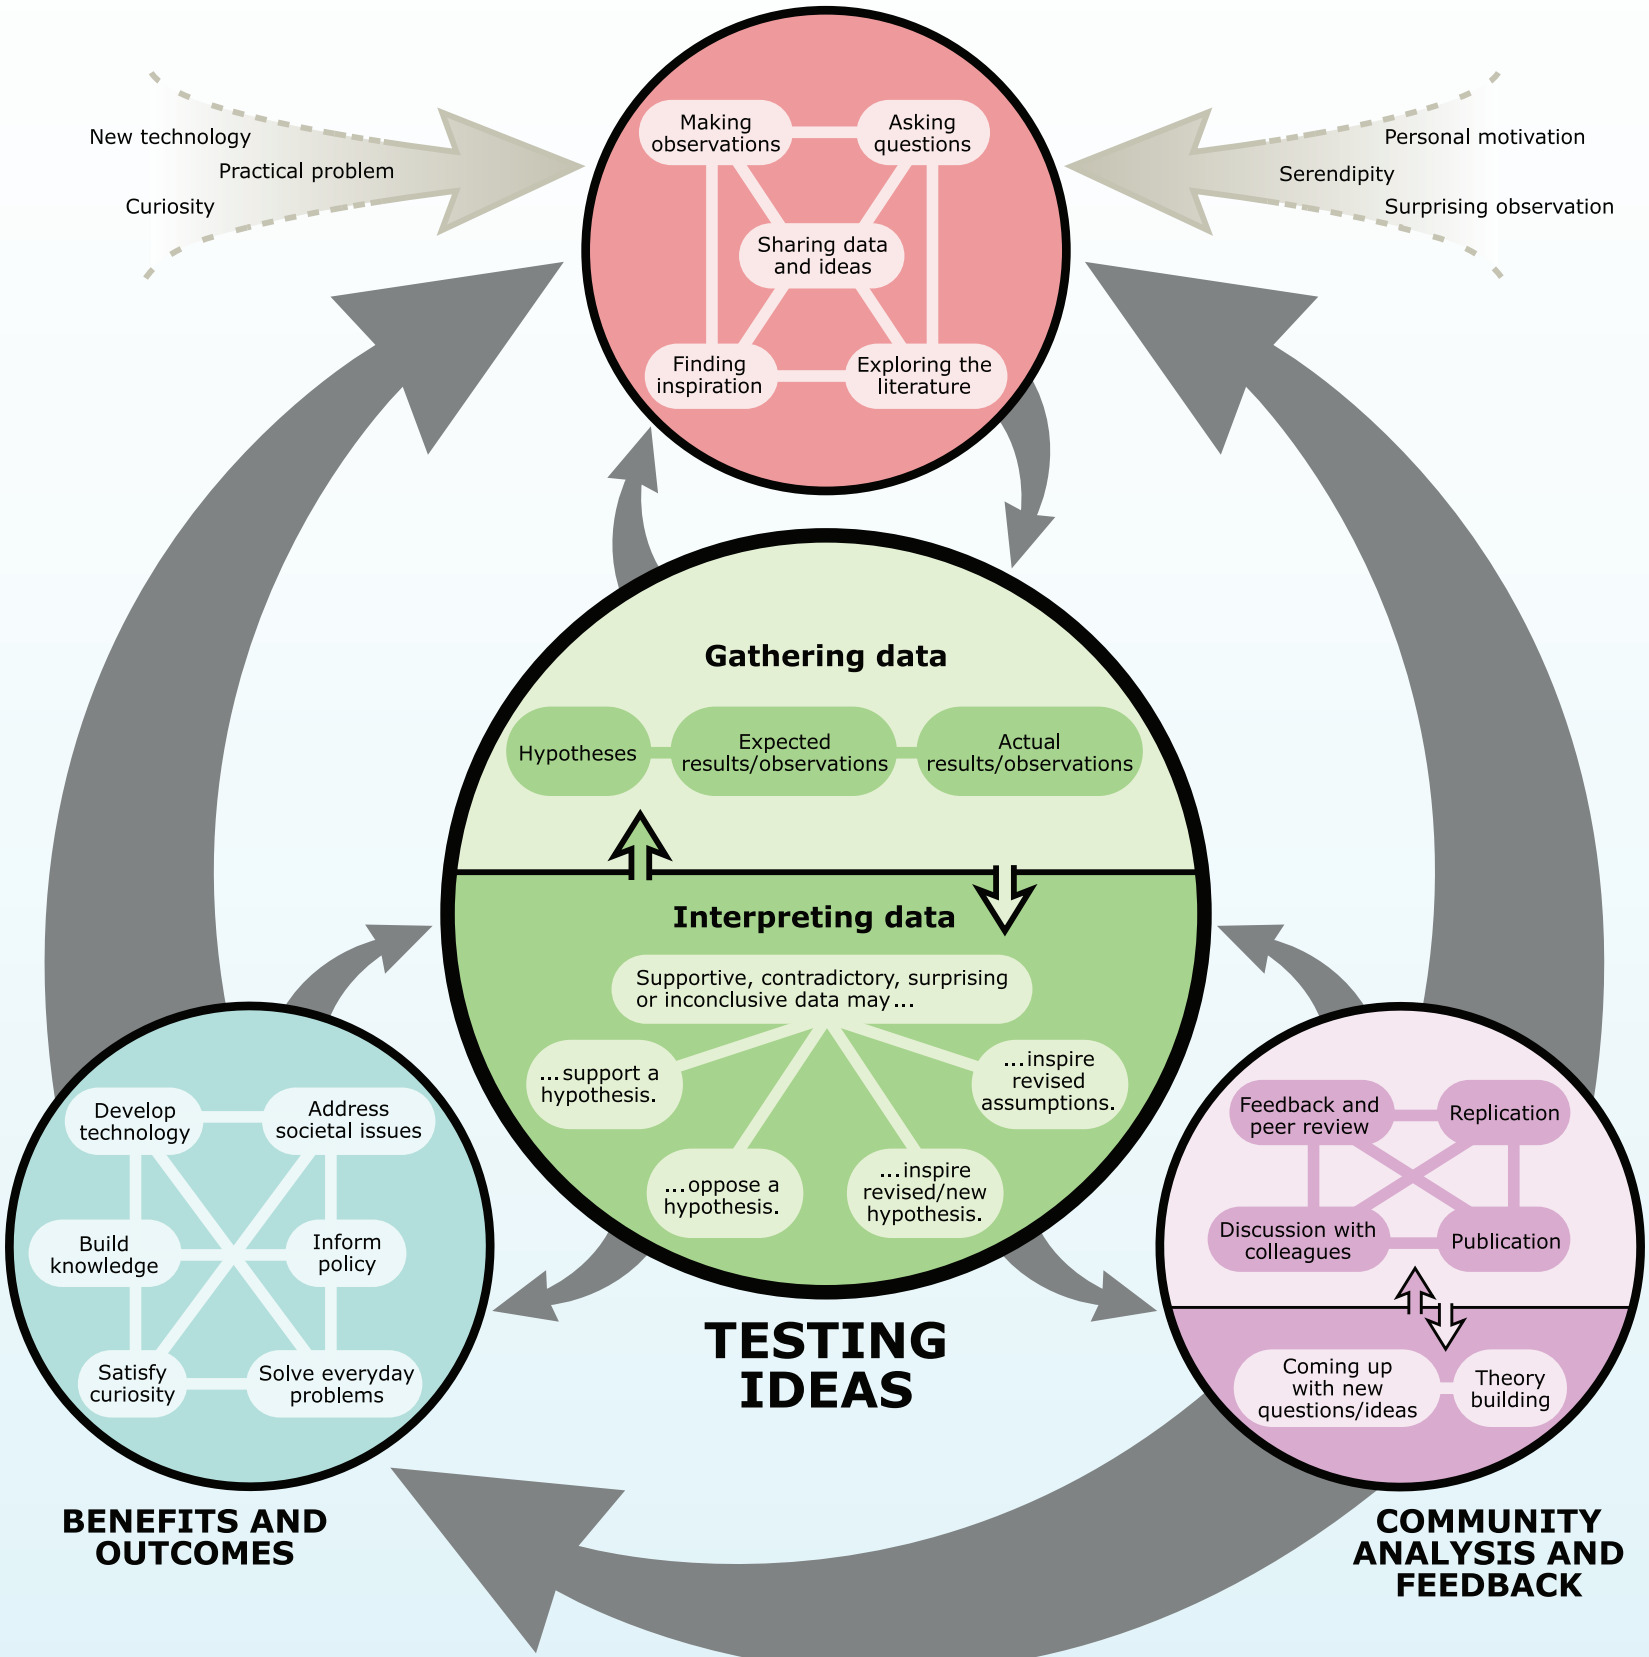 New technology
Practical problem
Curiosity
Personal motivation
Serendipity
Surprising observation
Making
observations
Asking
questions
Sharing data
and ideas
Finding
inspiration
Exploring the
literature
Gathering data
Hypotheses
Expected
results/observations
Actual
results/observations
Interpreting data
Supportive, contradictory, surprising
or inconclusive data may...
...support a
hypothesis.
...oppose a
hypothesis.
...inspire
revised/new
hypothesis.
...inspire
revised
assumptions.
TESTING
IDEAS
Develop
technology
Address
societal issues
Build
knowledge
Inform
policy
Satisfy
curiosity
Solve everyday
problems
BENEFITS AND
OUTCOMES
Feedback and
peer review
Replication
Discussion with
colleagues
Publication
Coming up
with new
questions/ideas
Theory
building
COMMUNITY
ANALYSIS AND
FEEDBACK